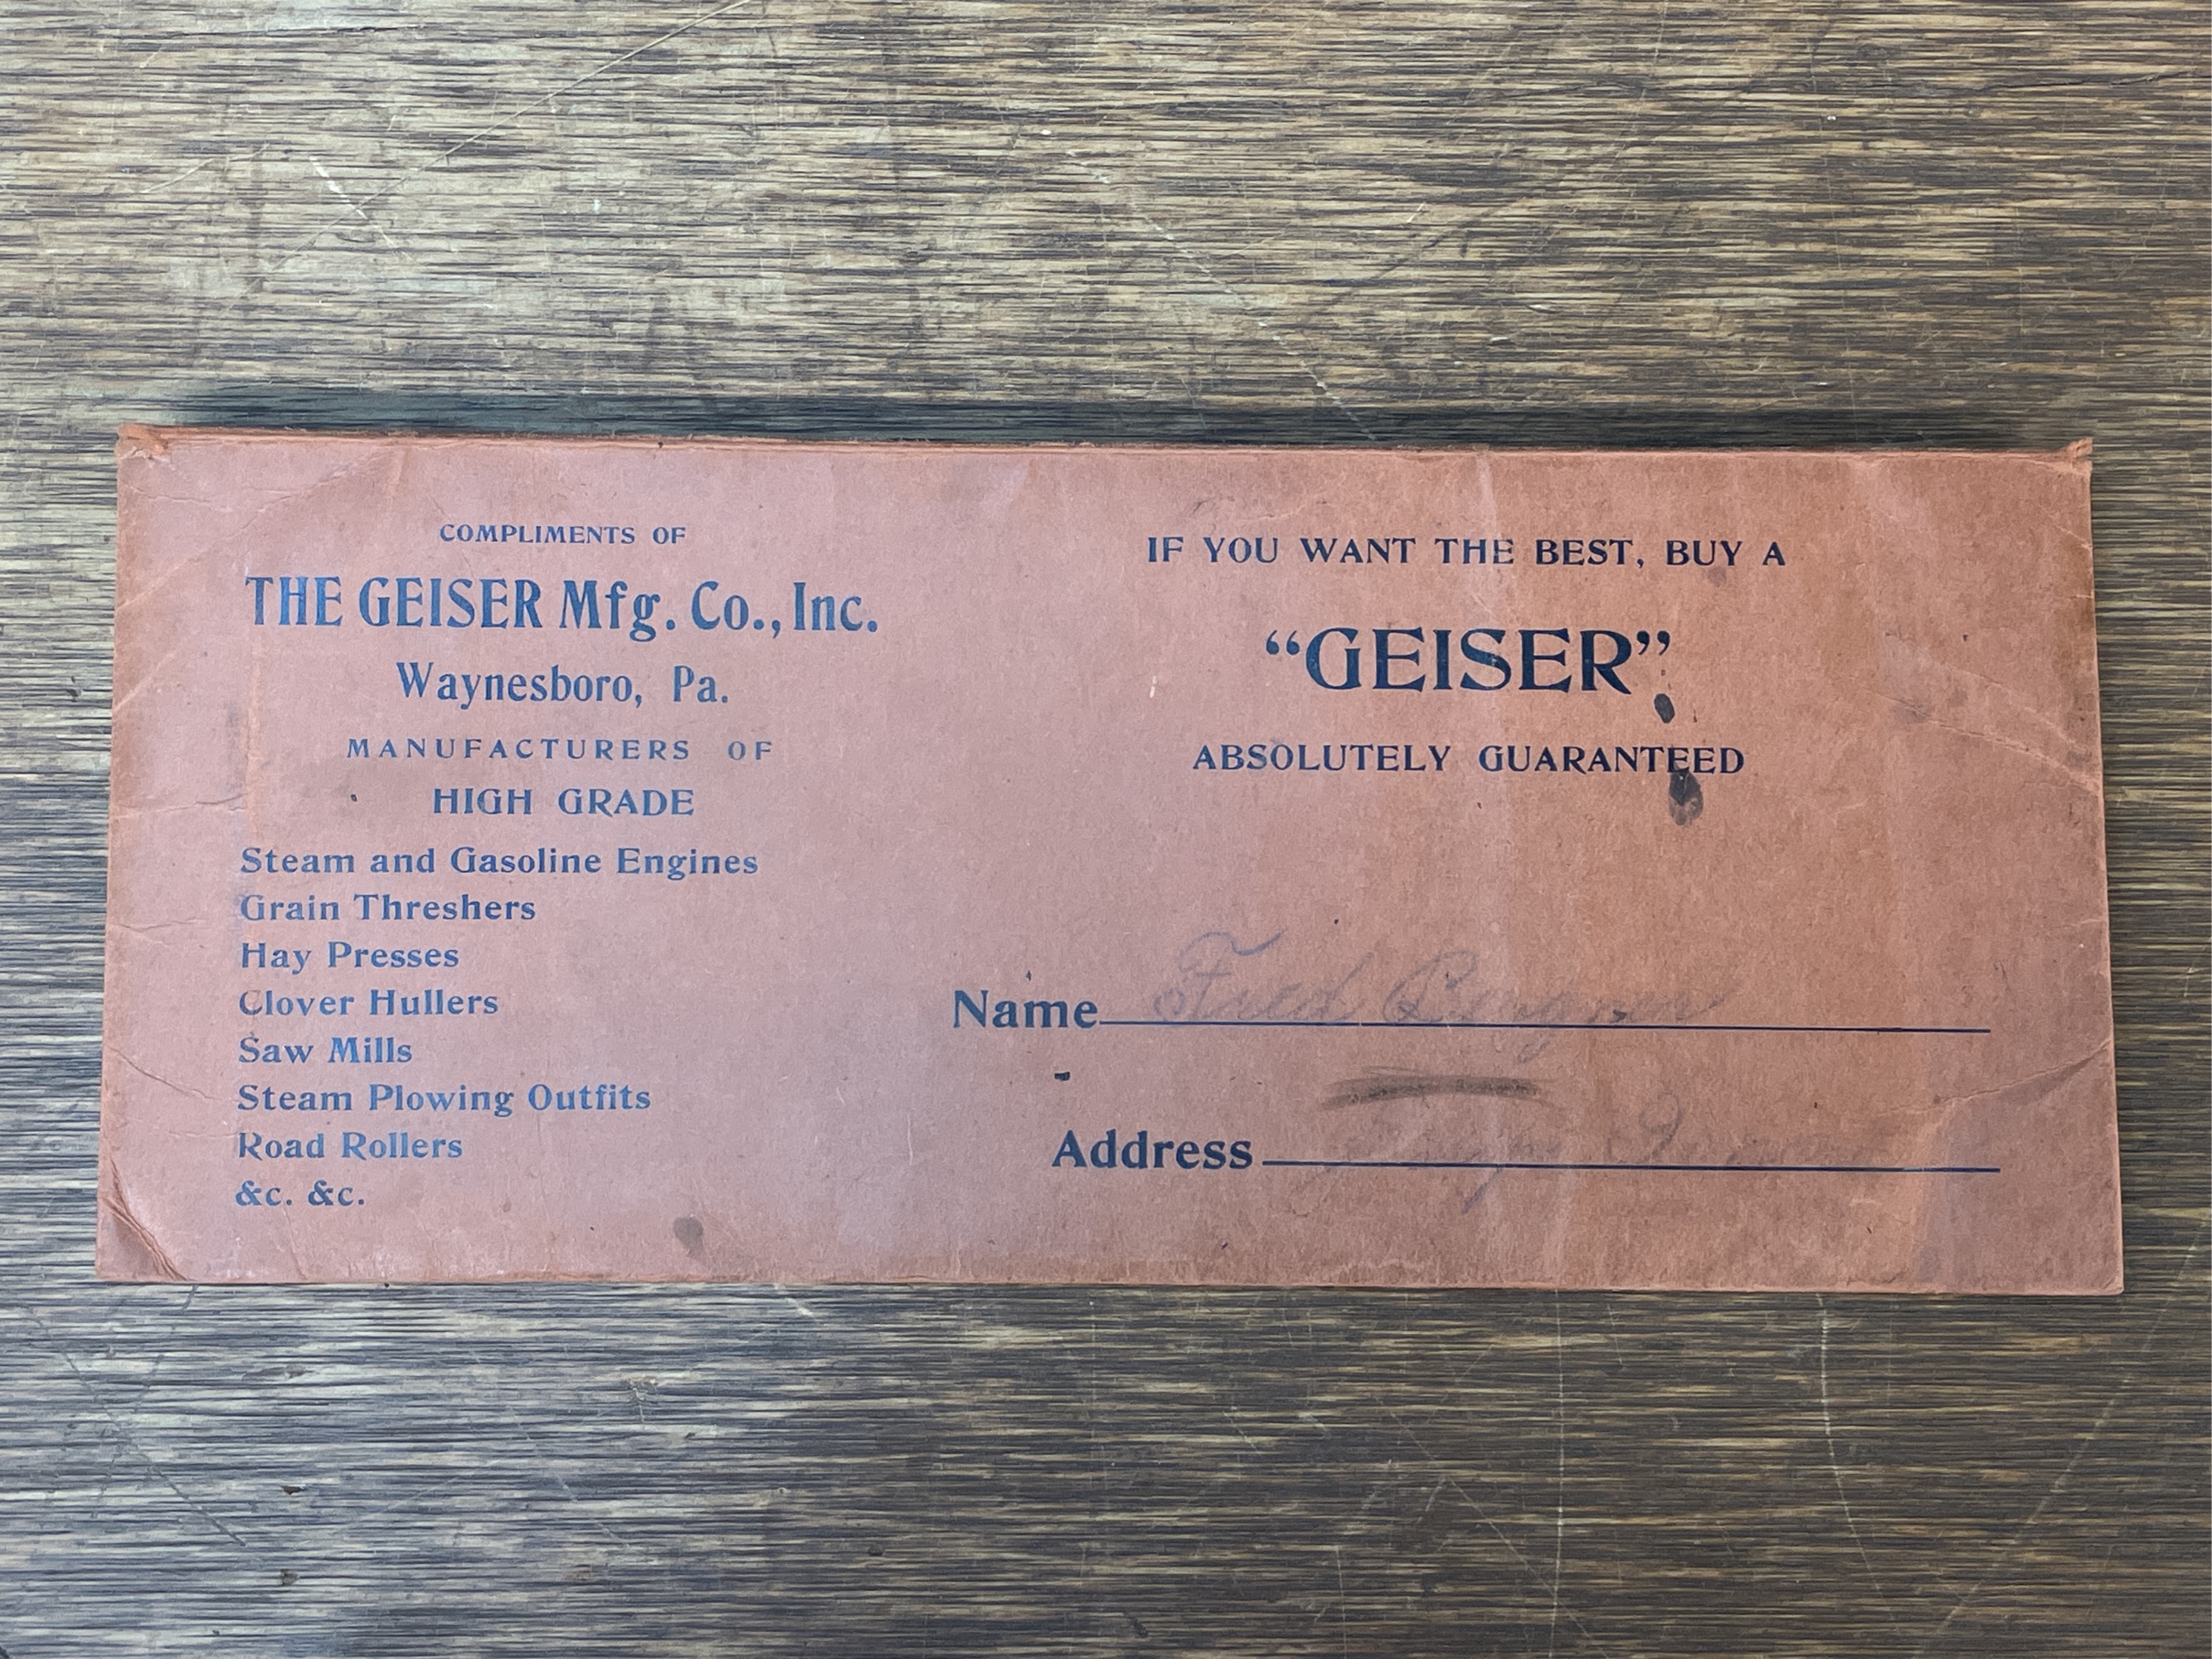 COMPLIMENTS OF
THE GEISER Mfg. Co., Inc.
Waynesboro, Pa.
MANUFACTURERS OF
HIGH GRADE
Steam and Gasoline Engines
Grain Threshers
Hay Presses
Clover Hullers
Saw Mills
Steam Plowing Outfits
Road Rollers
&c. &c.
IF YOU WANT THE BEST, BUY A
“GEISER”
ABSOLUTELY GUARANTEED
Name Fred
Address